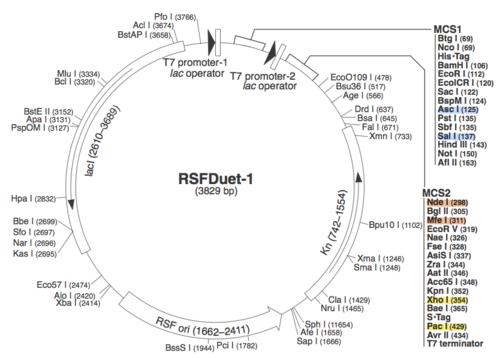 Pfo I (3766)
Acl I (3674)
BstAP I (3658)
Mlu I (3334)
Bcl I (3320)
BstE II (3152)
Apa I (3131)
PspOM I (3127)
Hpa I (2832)
Bbe I (2699)
Sfo I (2697)
Nar I (2696)
Kas I (2695)
Eco57 I (2474)
Alo I (2420)
Xba I (2414)
T7 promoter-1
lac operator
T7 promoter-2
lac operator
lacI (2610–3689)
RSFDuet-1
(3829 bp)
Kn (742–1554)
RSF ori (1662–2411)
EcoO109 I (478)
Bsu36 I (517)
Age I (566)
Drd I (637)
Bsa I (645)
Fal I (671)
Xmn I (733)
Bpu10 I (1102)
Xma I (1246)
Sma I (1248)
Cla I (1429)
Nru I (1465)
Sph I (11654)
Afe I (1658)
Sap I (1666)
Pci I (1782)
BssS I (1944)
MCS1
Btg I (69)
Nco I (69)
His•Tag
BamH I (106)
EcoR I (112)
EcoICR I (120)
Sac I (122)
BspM I (124)
Asc I (125)
Pst I (135)
Sbf I (135)
Sal I (137)
Hind III (143)
Not I (150)
Afl II (163)
MCS2
Nde I (298)
Bgl II (305)
Mfe I (311)
EcoR V (319)
Nae I (326)
Fse I (328)
AsiS I (337)
Zra I (344)
Aat II (346)
Acc65 I (348)
Kpn I (352)
Xho I (354)
Bae I (365)
S•Tag
Pac I (429)
Avr II (434)
T7 terminator